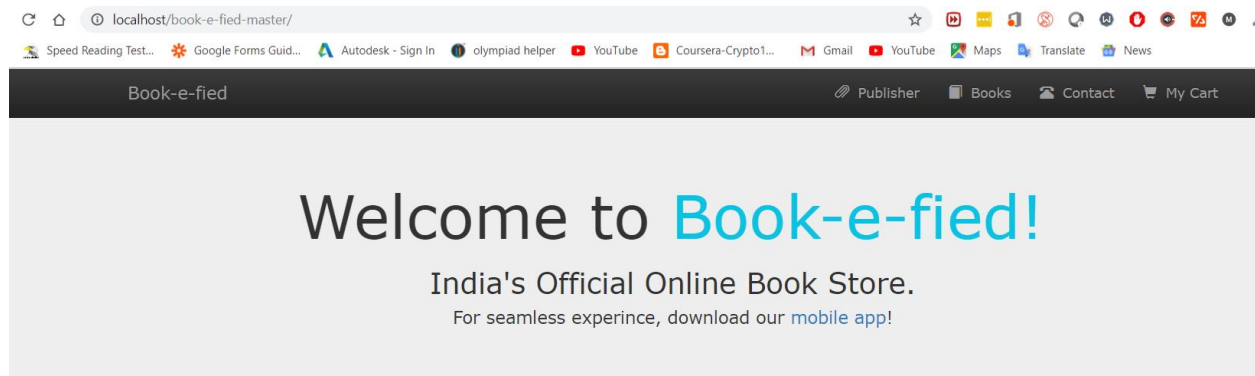 localhost/book-e-fied-master/
Speed Reading Test... Google Forms Guid... Autodesk - Sign In olympiad helper YouTube Coursera-Crypto1... Gmail YouTube Maps Translate News
Book-e-fied Publisher Books Contact My Cart
Welcome to Book-e-fied!
India's Official Online Book Store.
For seamless experince, download our mobile app!